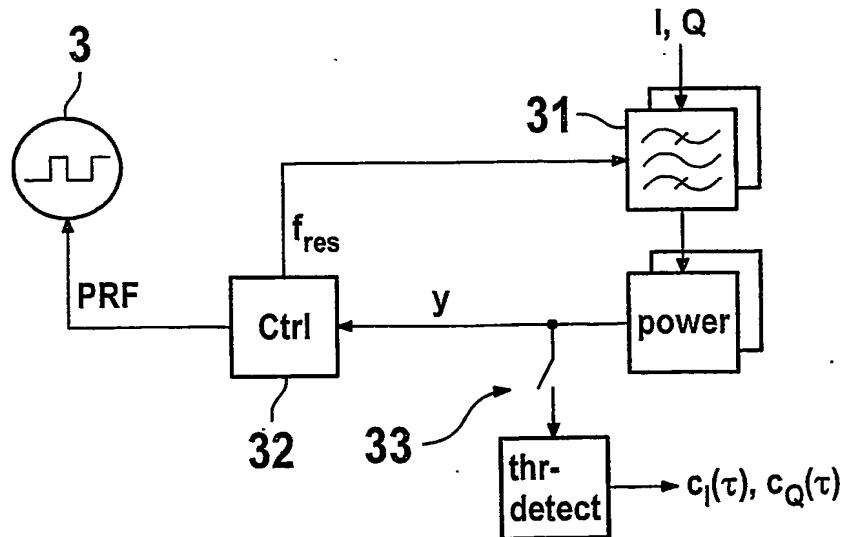 I, Q
3
31
f_res
PRF
Ctrl
y
power
32
33
thr-
detect
c_I(τ), c_Q(τ)